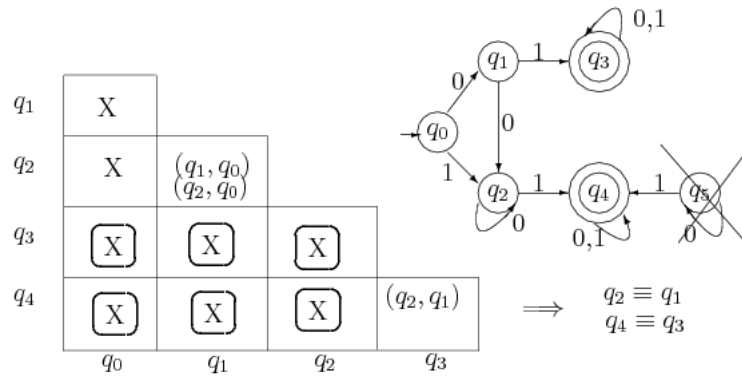 0,1
q₁ 1 q₃
0
q₁ X
q₀ 0
q₂ X (q₁, q₀)
(q₂, q₀)
1 q₂ 1 q₄ 1 q₅
0 0,1 0
q₃ X X X
q₄ X X X (q₂, q₁) ⟹ q₂ ≡ q₁
q₄ ≡ q₃
q₀ q₁ q₂ q₃